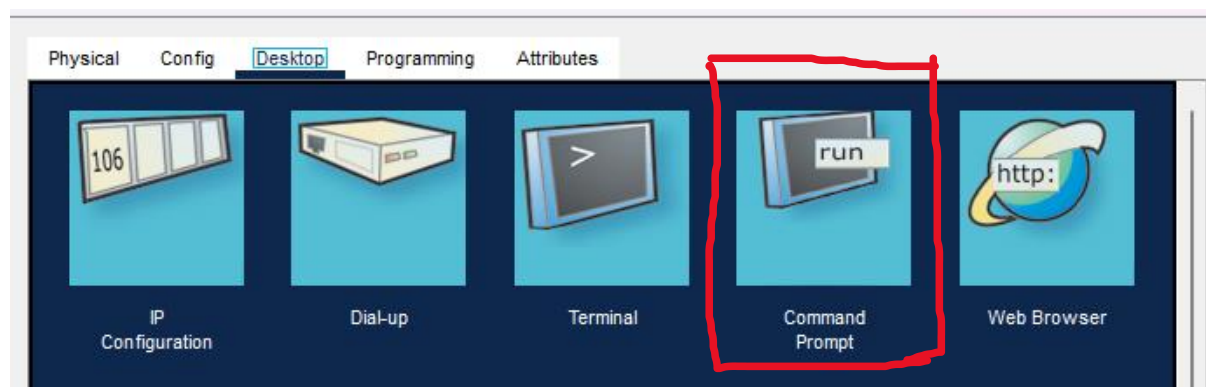 Physical Config Desktop Programming Attributes
106
>
run
http:
IP
Configuration
Dial-up
Terminal
Command
Prompt
Web Browser